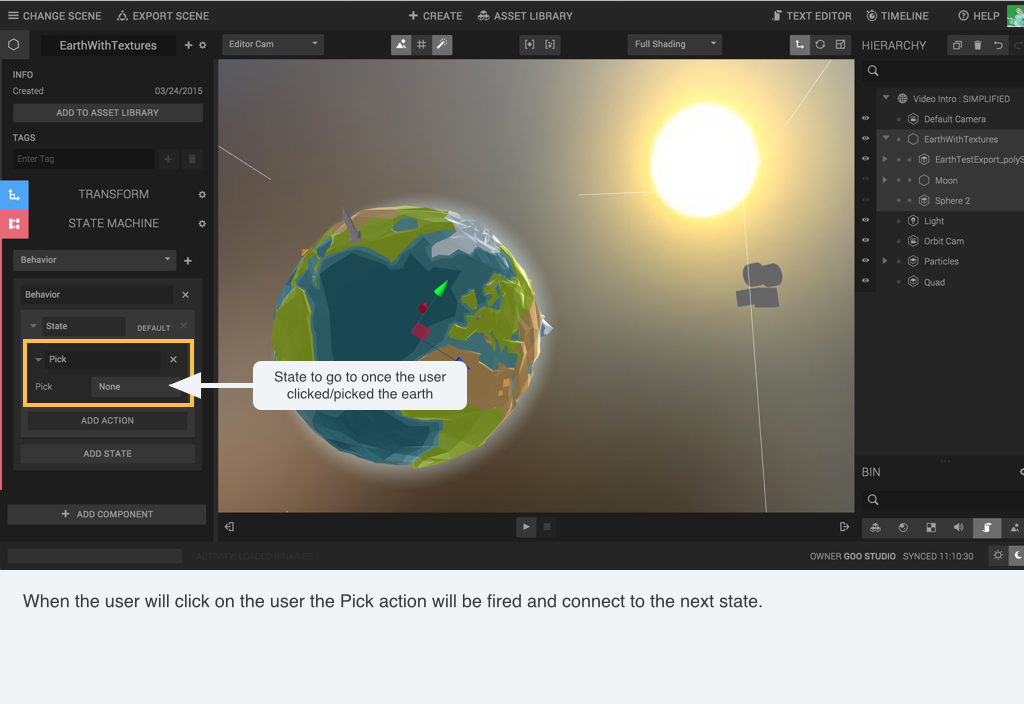 CHANGE SCENE EXPORT SCENE CREATE ASSET LIBRARY TEXT EDITOR TIMELINE HELP
EarthWithTextures
Editor Cam
Full Shading
HIERARCHY
INFO
Created 03/24/2015
ADD TO ASSET LIBRARY
TAGS
Enter Tag
TRANSFORM
STATE MACHINE
Behavior
Behavior
State DEFAULT
Pick
Pick None
ADD ACTION
ADD STATE
ADD COMPONENT
State to go to once the user
clicked/picked the earth
Video Intro : SIMPLIFIED
Default Camera
EarthWithTextures
EarthTestExport_polyS
Moon
Sphere 2
Light
Orbit Cam
Particles
Quad
BIN
ACTIVITY: LOADED BINARIES
OWNER GOO STUDIO SYNCED 11:10:30
When the user will click on the user the Pick action will be fired and connect to the next state.